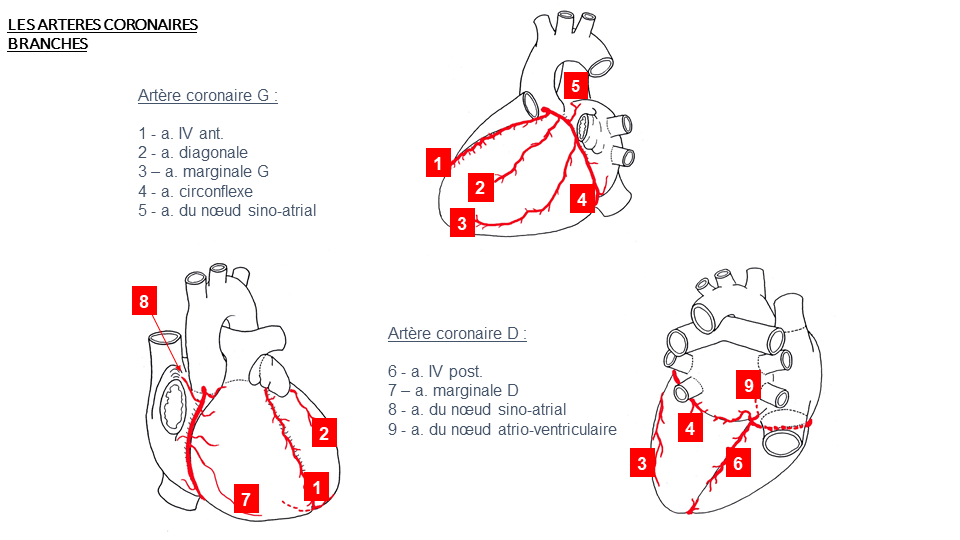 LES ARTERES CORONAIRES
BRANCHES
Artère coronaire G :
1 - a. IV ant.
2 - a. diagonale
3 – a. marginale G
4 - a. circonflexe
5 - a. du nœud sino-atrial
5
1
2
4
3
8
2
1
7
Artère coronaire D :
6 - a. IV post.
7 – a. marginale D
8 - a. du nœud sino-atrial
9 - a. du nœud atrio-ventriculaire
9
4
3
6